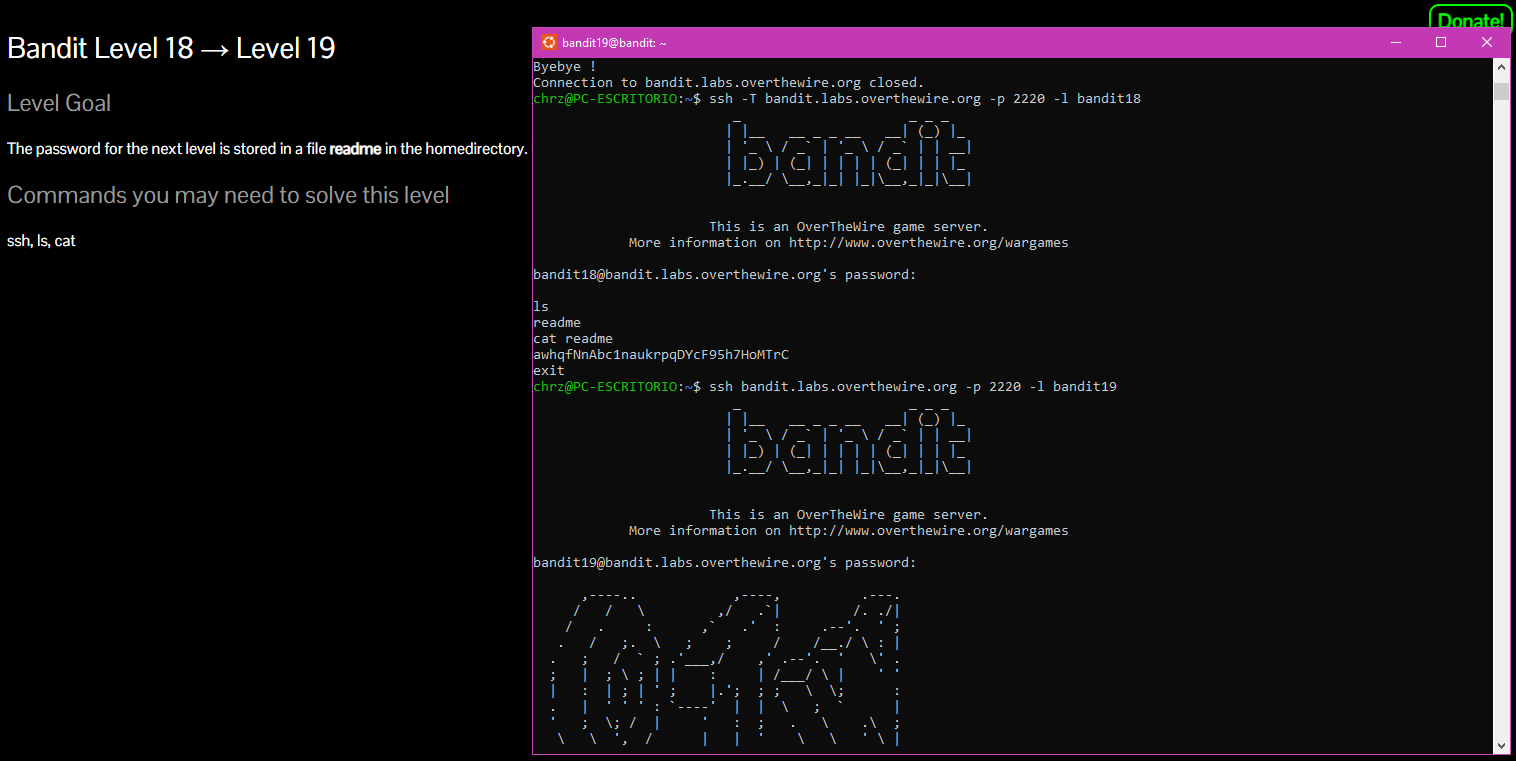 Donate!
Bandit Level 18 → Level 19
Level Goal
The password for the next level is stored in a file readme in the homedirectory.
Commands you may need to solve this level
ssh, ls, cat
bandit19@bandit: ~
Byebye !
Connection to bandit.labs.overthewire.org closed.
chrz@PC-ESCRITORIO:~$ ssh -T bandit.labs.overthewire.org -p 2220 -l bandit18
bandit
This is an OverTheWire game server.
More information on http://www.overthewire.org/wargames
bandit18@bandit.labs.overthewire.org's password:
ls
readme
cat readme
awhqfNnAbc1naukrpqDYcF95h7HoMTrC
exit
chrz@PC-ESCRITORIO:~$ ssh bandit.labs.overthewire.org -p 2220 -l bandit19
bandit
This is an OverTheWire game server.
More information on http://www.overthewire.org/wargames
bandit19@bandit.labs.overthewire.org's password: